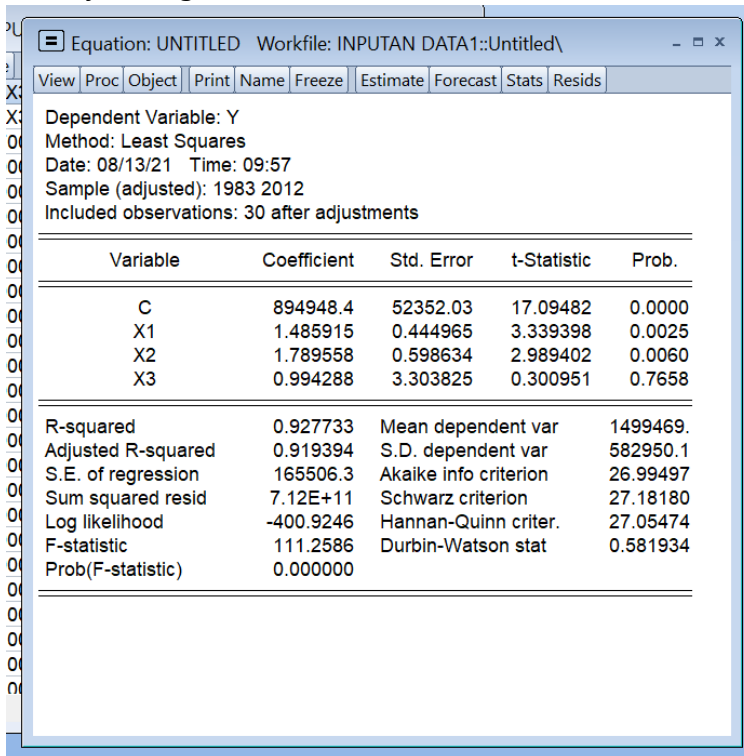 Equation: UNTITLED Workfile: INPUTAN DATA1::Untitled\
View Proc Object Print Name Freeze Estimate Forecast Stats Resids
Dependent Variable: Y
Method: Least Squares
Date: 08/13/21 Time: 09:57
Sample (adjusted): 1983 2012
Included observations: 30 after adjustments
Variable Coefficient Std. Error t-Statistic Prob.
C 894948.4 52352.03 17.09482 0.0000
X1 1.485915 0.444965 3.339398 0.0025
X2 1.789558 0.598634 2.989402 0.0060
X3 0.994288 3.303825 0.300951 0.7658
R-squared 0.927733 Mean dependent var 1499469.
Adjusted R-squared 0.919394 S.D. dependent var 582950.1
S.E. of regression 165506.3 Akaike info criterion 26.99497
Sum squared resid 7.12E+11 Schwarz criterion 27.18180
Log likelihood -400.9246 Hannan-Quinn criter. 27.05474
F-statistic 111.2586 Durbin-Watson stat 0.581934
Prob(F-statistic) 0.000000